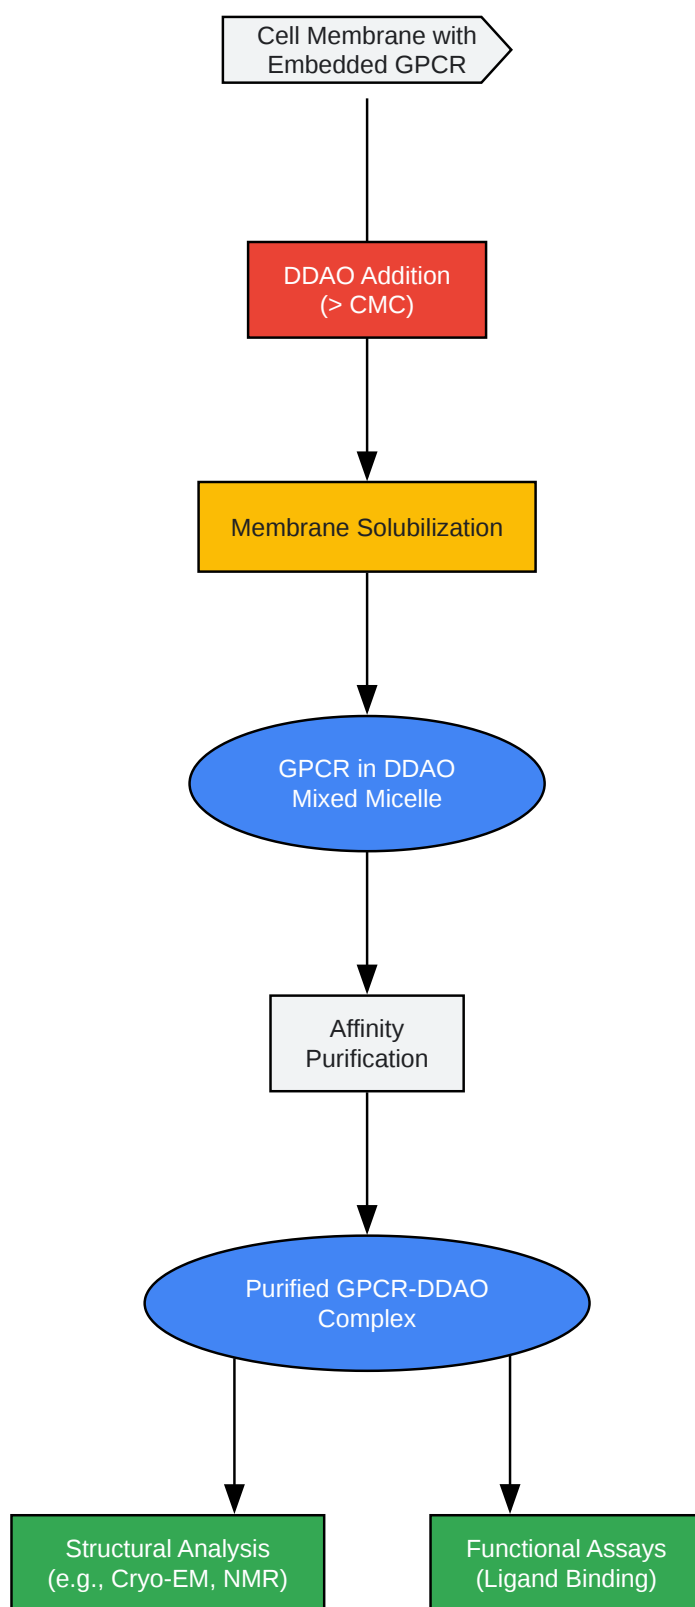 Cell Membrane with
Embedded GPCR
DDAO Addition
(> CMC)
Membrane Solubilization
GPCR in DDAO
Mixed Micelle
Affinity
Purification
Purified GPCR-DDAO
Complex
Structural Analysis
(e.g., Cryo-EM, NMR)
Functional Assays
(Ligand Binding)